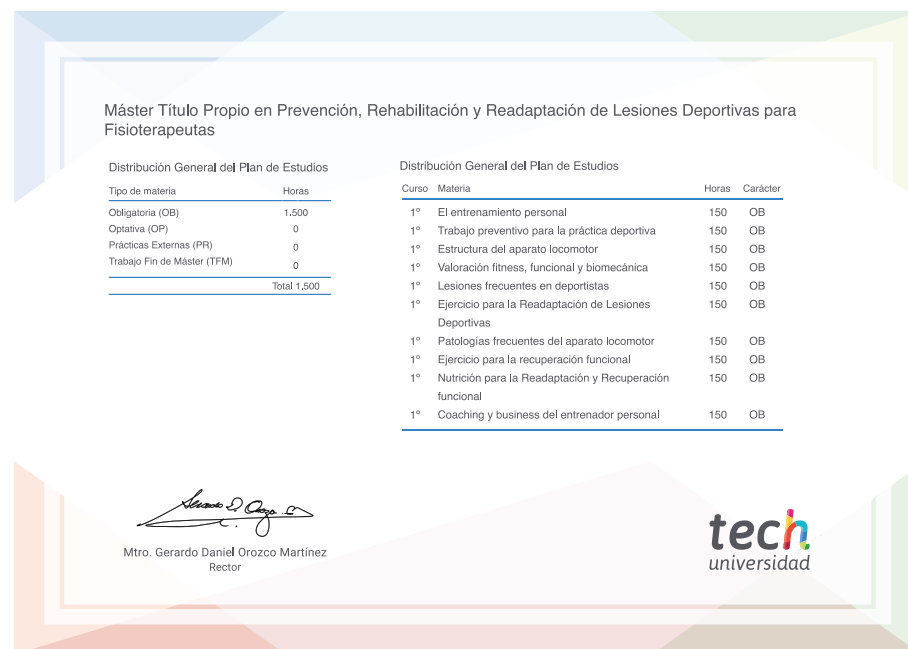 Máster Título Propio en Prevención, Rehabilitación y Readaptación de Lesiones Deportivas para
Fisioterapeutas
Distribución General del Plan de Estudios
Tipo de materia Horas
Obligatoria (OB) 1.500
Optativa (OP) 0
Prácticas Externas (PR) 0
Trabajo Fin de Máster (TFM) 0
Total 1.500
Distribución General del Plan de Estudios
Curso Materia Horas Carácter
1º El entrenamiento personal 150 OB
1º Trabajo preventivo para la práctica deportiva 150 OB
1º Estructura del aparato locomotor 150 OB
1º Valoración fitness, funcional y biomecánica 150 OB
1º Lesiones frecuentes en deportistas 150 OB
1º Ejercicio para la Readaptación de Lesiones 150 OB
Deportivas
1º Patologías frecuentes del aparato locomotor 150 OB
1º Ejercicio para la recuperación funcional 150 OB
1º Nutrición para la Readaptación y Recuperación 150 OB
funcional
1º Coaching y business del entrenador personal 150 OB
Mtro. Gerardo Daniel Orozco Martínez
Rector
tech
universidad